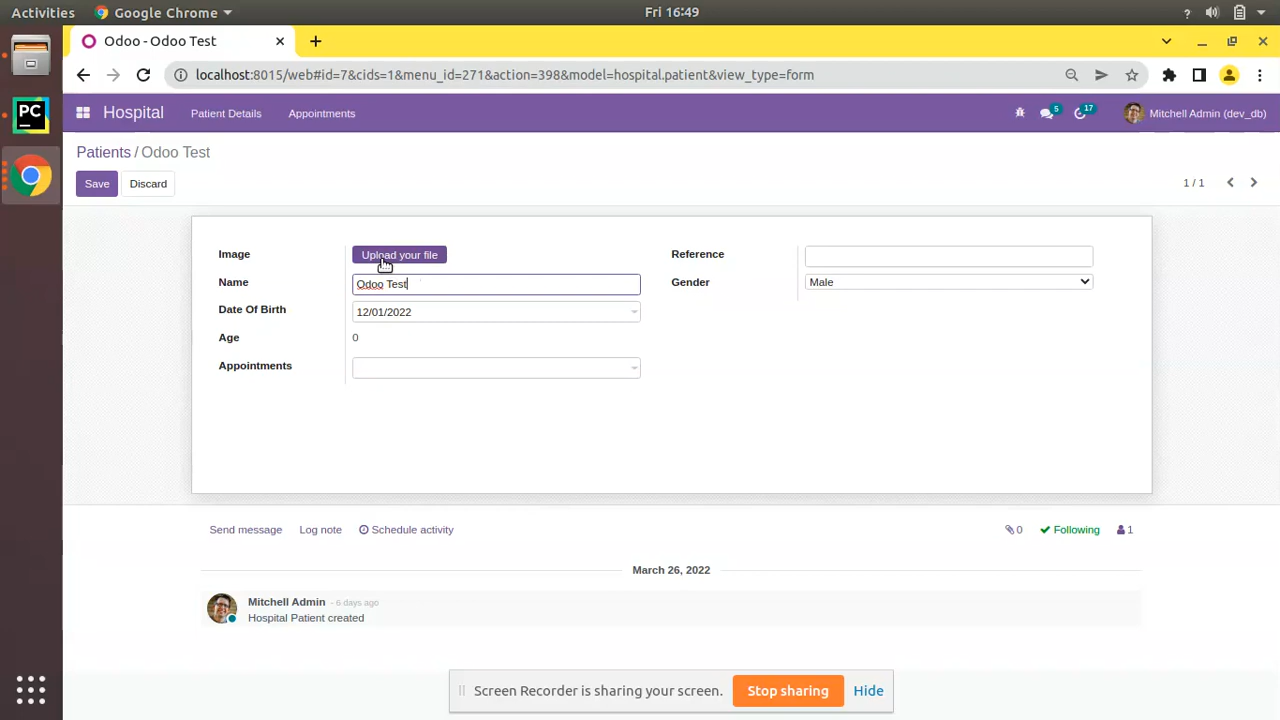 Activities
Google Chrome
Fri 16:49
?
Odoo - Odoo Test
localhost:8015/web#id=7&cids=1&menu_id=271&action=398&model=hospital.patient&view_type=form
PC
Hospital
Patient Details
Appointments
5
17
Mitchell Admin (dev_db)
Patients / Odoo Test
Save
Discard
1 / 1
Image
Upload your file
Reference
Name
Odoo Test
Gender
Male
Date Of Birth
12/01/2022
Age
0
Appointments
Send message
Log note
Schedule activity
0
Following
1
March 26, 2022
Mitchell Admin - 6 days ago
Hospital Patient created
Screen Recorder is sharing your screen.
Stop sharing
Hide